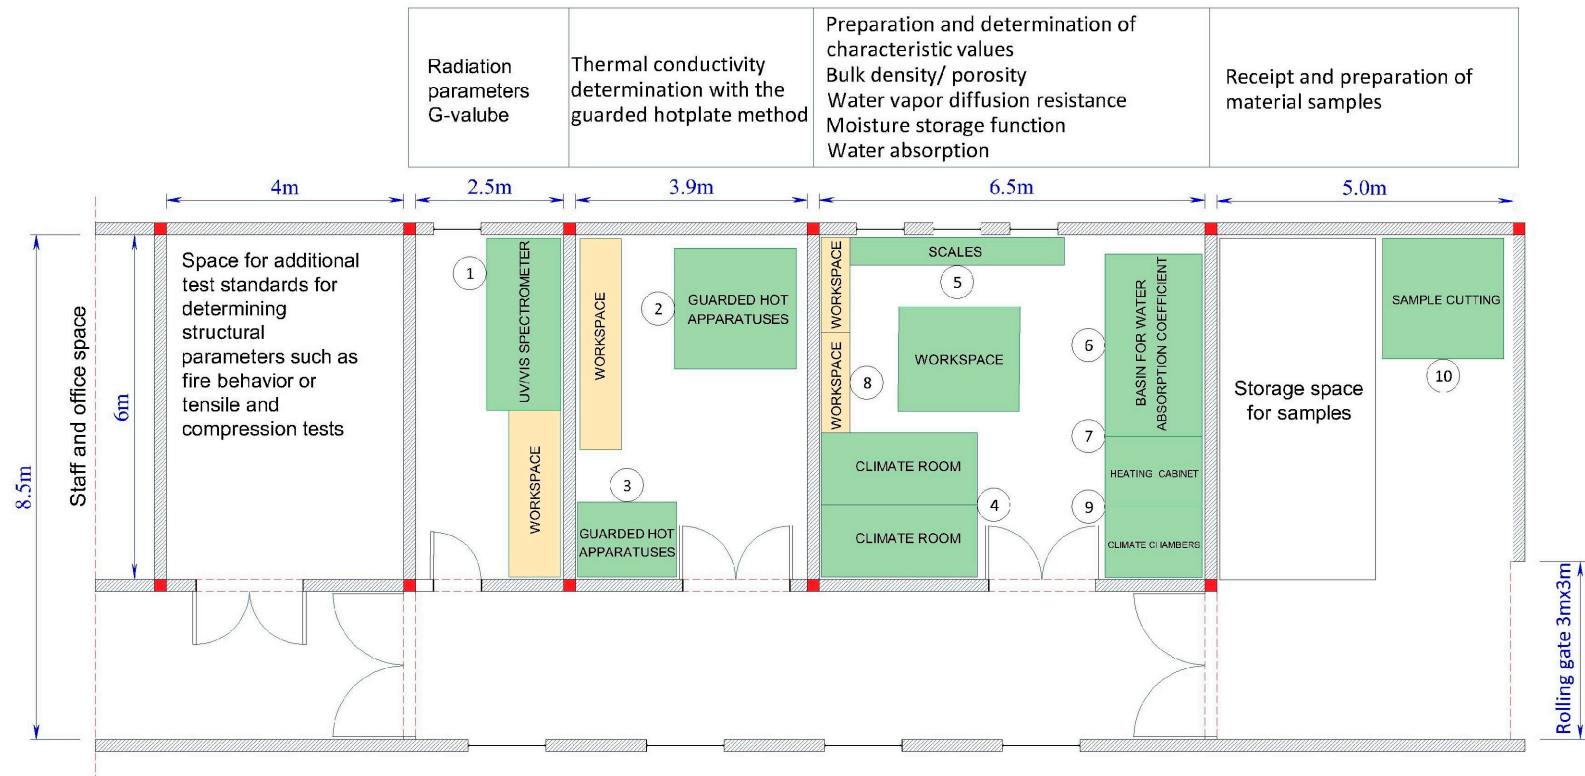 Radiation
parameters
G-valube
Thermal conductivity
determination with the
guarded hotplate method
Preparation and determination of
characteristic values
Bulk density/ porosity
Water vapor diffusion resistance
Moisture storage function
Water absorption
Receipt and preparation of
material samples
4m
2.5m
3.9m
6.5m
5.0m
8.5m
Staff and office space
6m
Space for additional
test standards for
determining
structural
parameters such as
fire behavior or
tensile and
compression tests
1
UV/VIS SPECTROMETER
WORKSPACE
WORKSPACE
2
GUARDED HOT
APPARATUSES
3
GUARDED HOT
APPARATUSES
WORKSPACE
WORKSPACE
8
SCALES
5
WORKSPACE
CLIMATE ROOM
CLIMATE ROOM
4
6
BASIN FOR WATER
ABSORPTION COEFFICIENT
7
HEATING CABINET
9
CLIMATE CHAMBERS
Storage space
for samples
SAMPLE CUTTING
10
Rolling gate 3mx3m